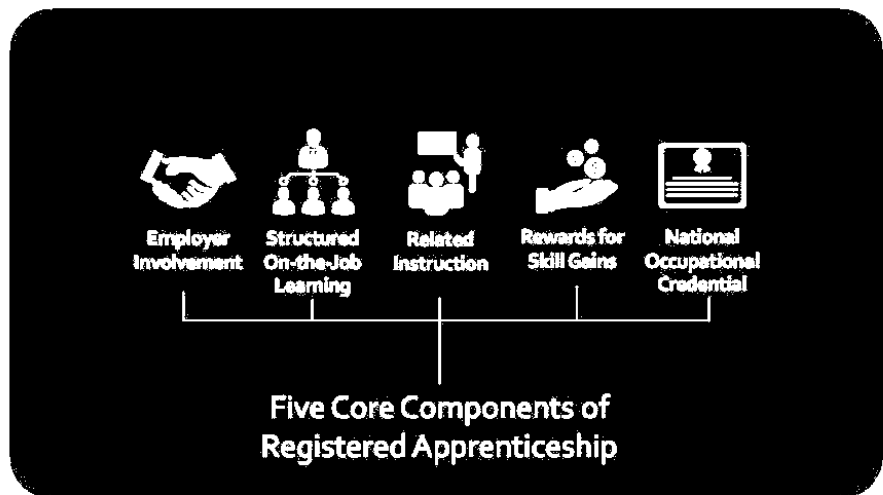 Employer
Involvement
Structured
On-the-Job
Learning
Related
Instruction
Rewards for
Skill Gains
National
Occupational
Credential
Five Core Components of
Registered Apprenticeship